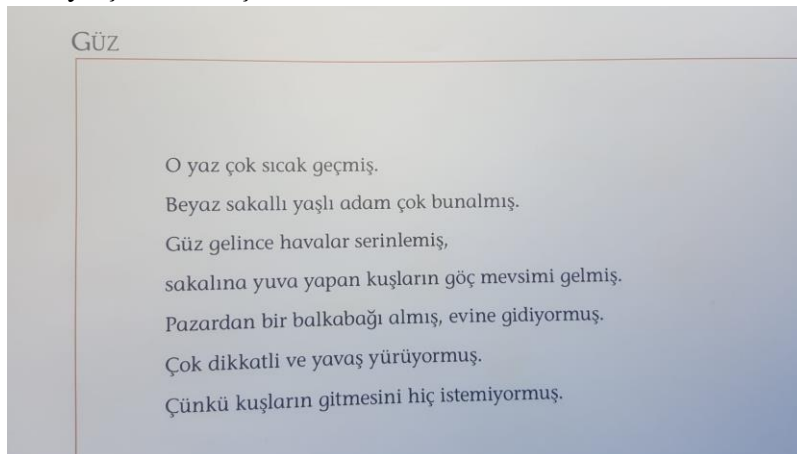 GÜZ
O yaz çok sıcak geçmiş.
Beyaz sakallı yaşlı adam çok bunalmış.
Güz gelince havalar serinlemiş,
sakalına yuva yapan kuşların göç mevsimi gelmiş.
Pazardan bir balkabağı almış, evine gidiyormuş.
Çok dikkatli ve yavaş yürüyormuş.
Çünkü kuşların gitmesini hiç istemiyormuş.